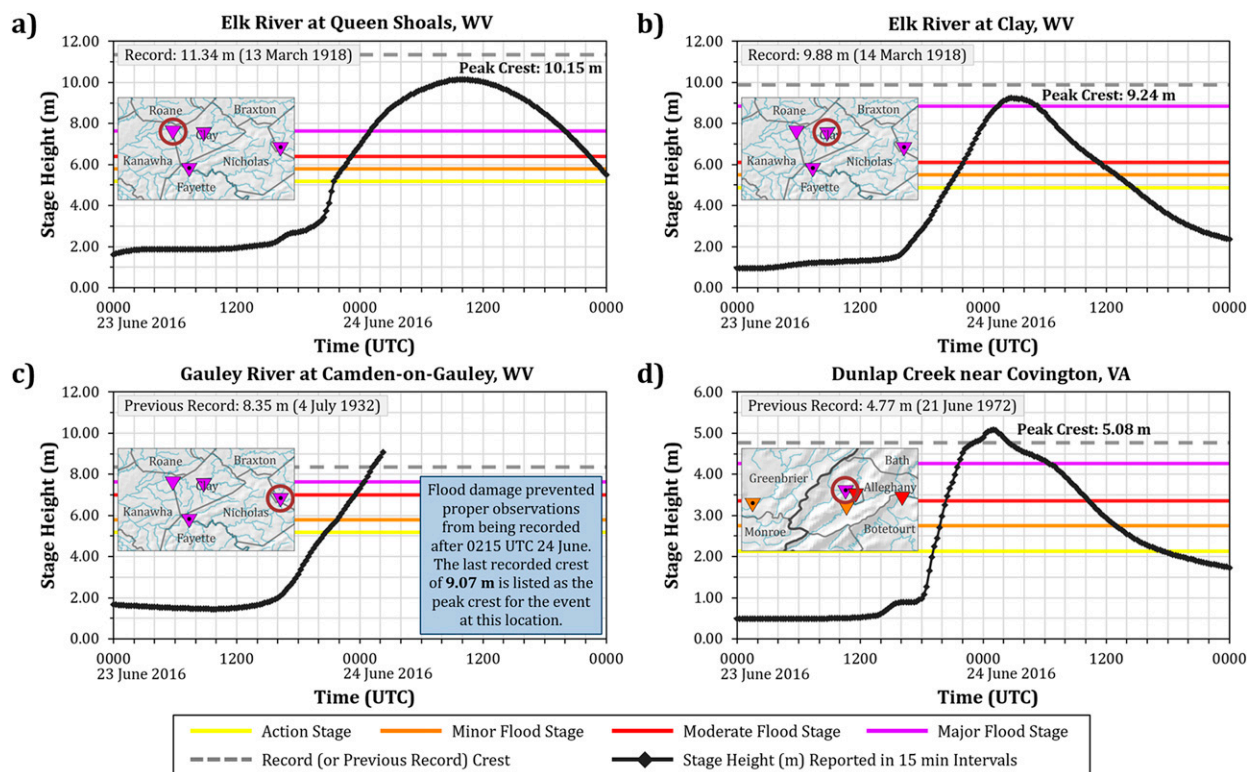 a)
Elk River at Queen Shoals, WV
Stage Height (m)
12.00
10.00
8.00
6.00
4.00
2.00
0.00
Record: 11.34 m (13 March 1918)
Peak Crest: 10.15 m
Roane
Braxton
Clay
Kanawha
Nicholas
Fayette
0000
1200
0000
1200
0000
23 June 2016
24 June 2016
Time (UTC)
b)
Elk River at Clay, WV
Stage Height (m)
12.00
10.00
8.00
6.00
4.00
2.00
0.00
Record: 9.88 m (14 March 1918)
Peak Crest: 9.24 m
Roane
Braxton
Clay
Kanawha
Nicholas
Fayette
0000
1200
0000
1200
0000
23 June 2016
24 June 2016
Time (UTC)
c)
Gauley River at Camden-on-Gauley, WV
Stage Height (m)
12.00
10.00
8.00
6.00
4.00
2.00
0.00
Previous Record: 8.35 m (4 July 1932)
Roane
Braxton
Clay
Kanawha
Nicholas
Fayette
Flood damage prevented
proper observations
from being recorded
after 0215 UTC 24 June.
The last recorded crest
of 9.07 m is listed as the
peak crest for the event
at this location.
0000
1200
0000
1200
0000
23 June 2016
24 June 2016
Time (UTC)
d)
Dunlap Creek near Covington, VA
Stage Height (m)
6.00
5.00
4.00
3.00
2.00
1.00
0.00
Previous Record: 4.77 m (21 June 1972)
Peak Crest: 5.08 m
Bath
Greenbrier
Alleghany
Monroe
Botetourt
0000
1200
0000
1200
0000
23 June 2016
24 June 2016
Time (UTC)
Action Stage
Minor Flood Stage
Moderate Flood Stage
Major Flood Stage
Record (or Previous Record) Crest
Stage Height (m) Reported in 15 min Intervals